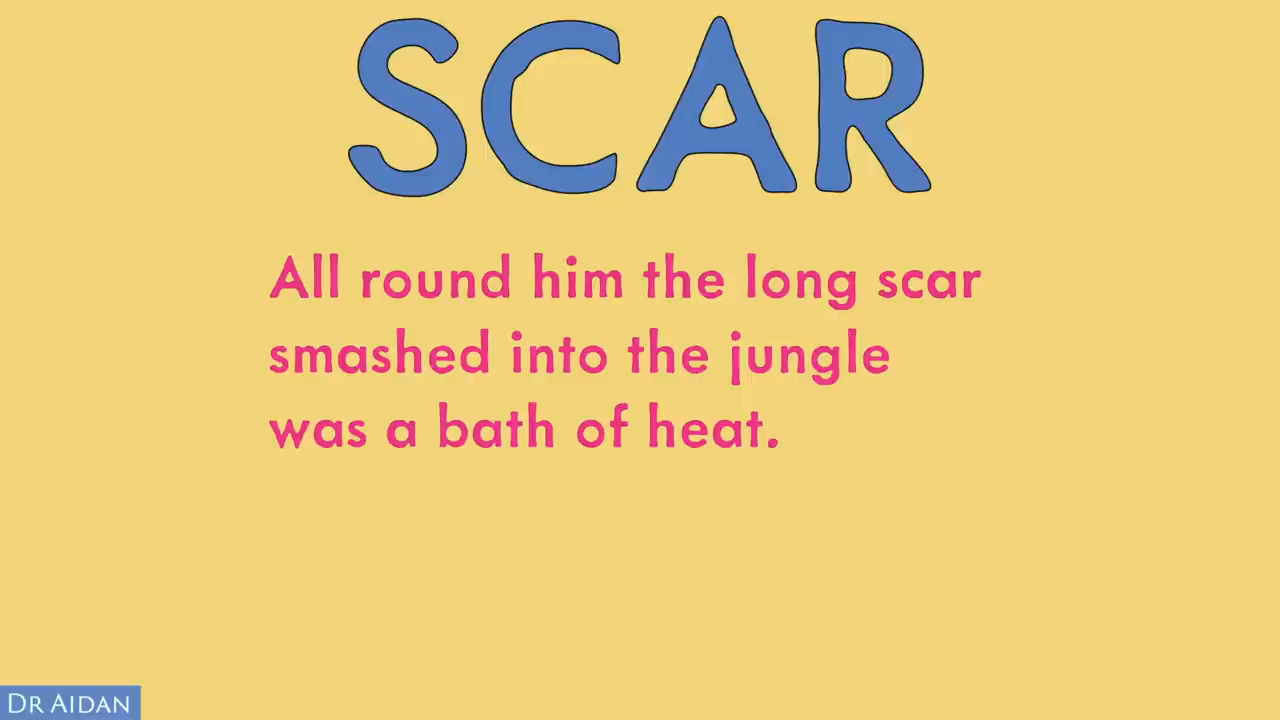 SCAR
All round him the long scar
smashed into the jungle
was a bath of heat.
DR AIDAN